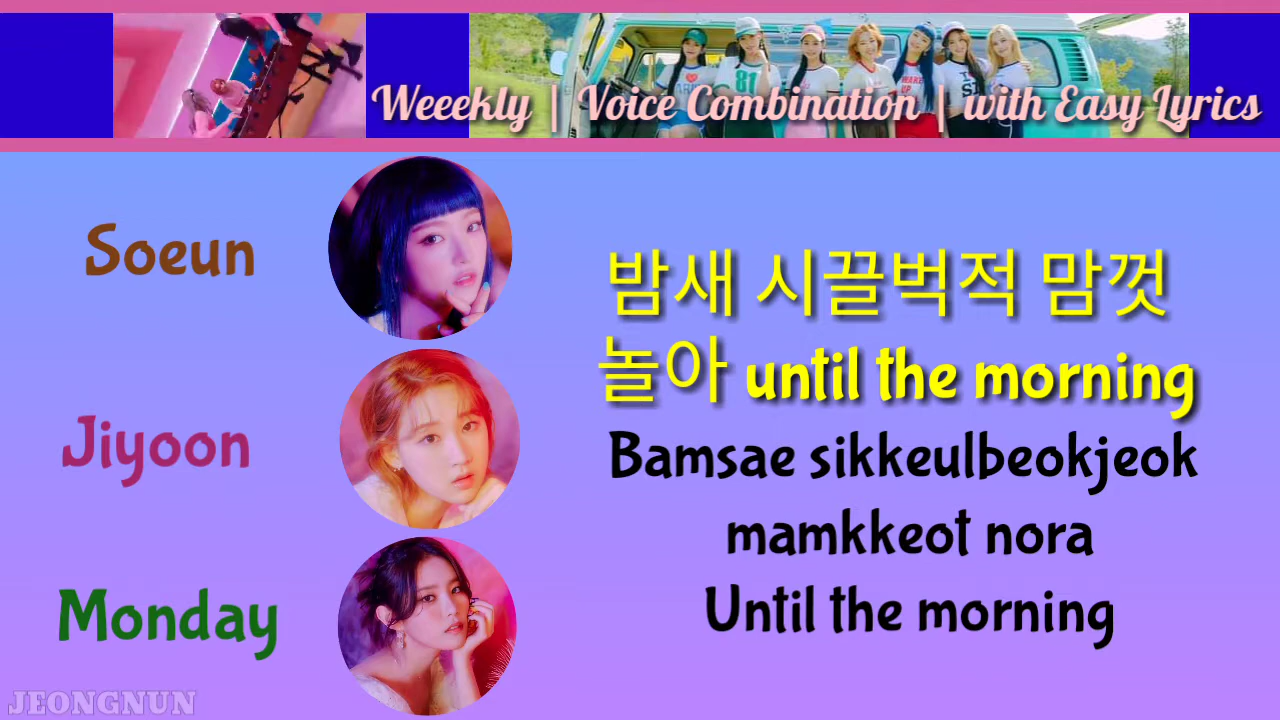 Weeekly | Voice Combination | with Easy Lyrics
Soeun
Jiyoon
Monday
밤새 시끌벅적 맘껏
놀아 until the morning
Bamsae sikkeulbeokjeok
mamkkeot nora
Until the morning
JEONGNUN